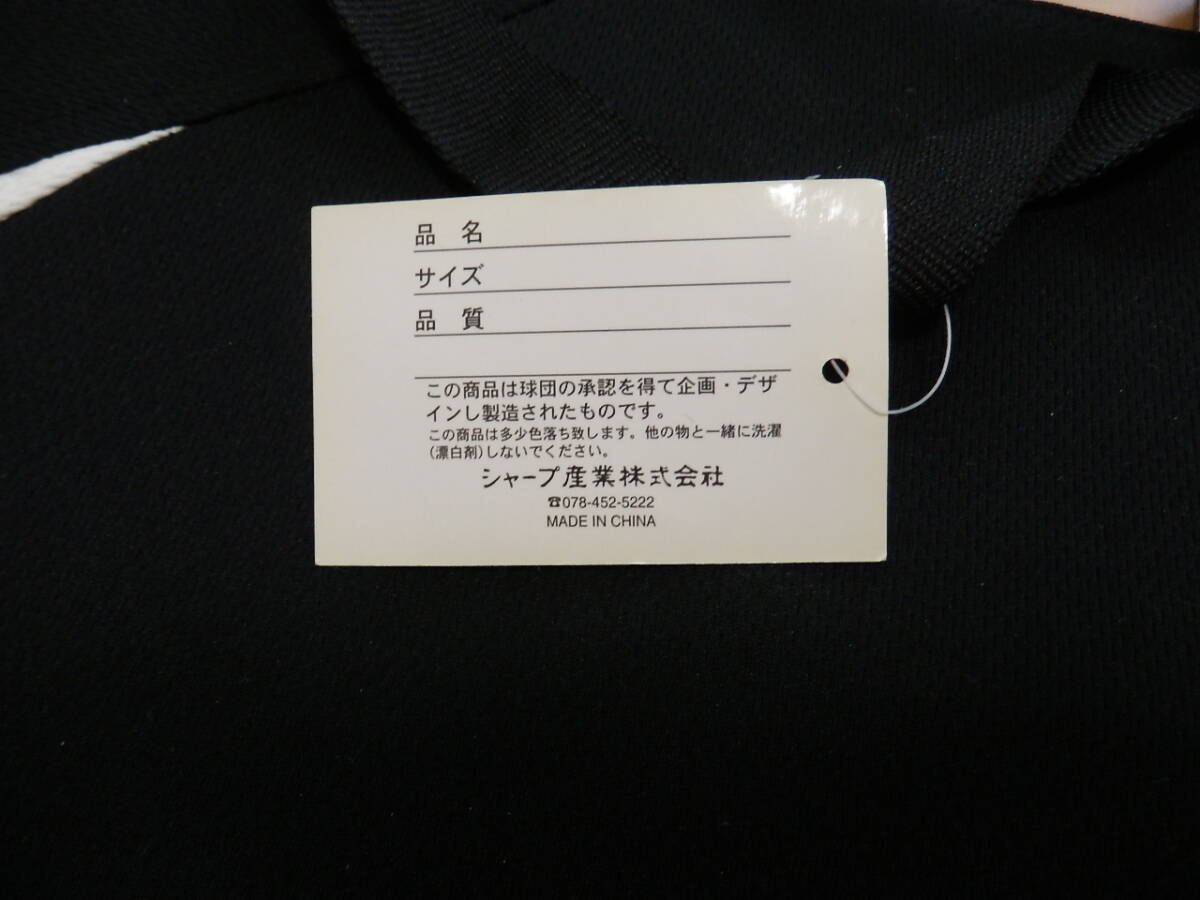 品 名
サイズ
品 質
この商品は球団の承認を得て企画・デザ
インし製造されたものです。
この商品は多少色落ち致します。他の物と一緒に洗濯
(漂白剤)しないでください。
シャープ産業株式会社
☎078-452-5222
MADE IN CHINA